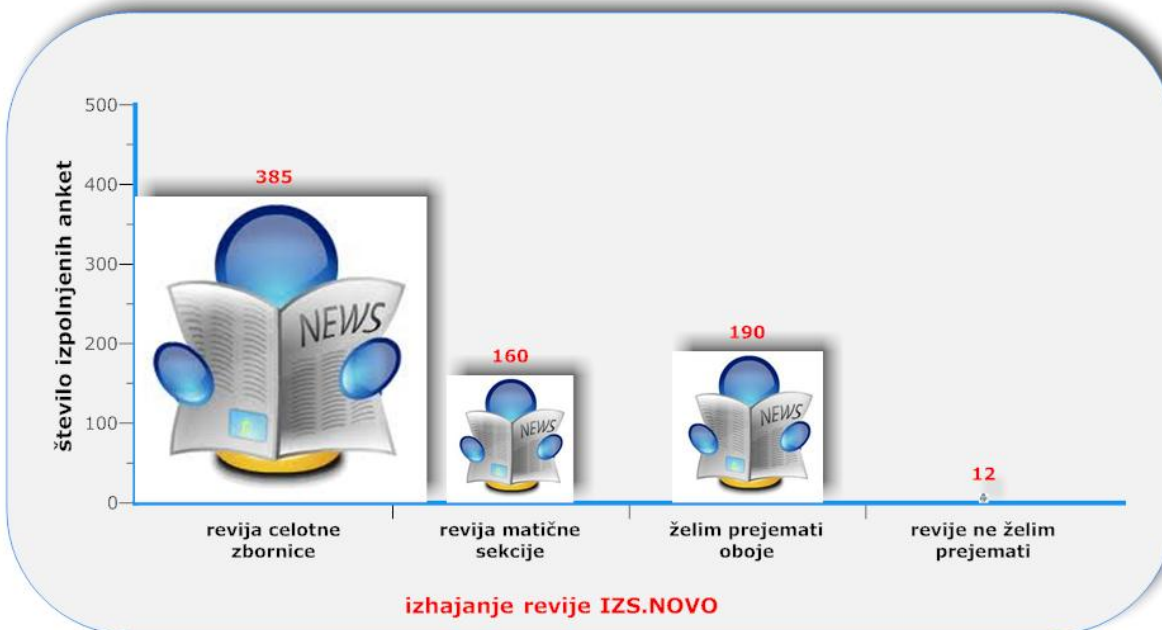 število izpolnjenih anket
500
400
300
200
100
0
385
160
190
12
NEWS
NEWS
NEWS
revija celotne
zbornice
revija matične
sekcije
želim prejemati
oboje
revije ne želim
prejemati
izhajanje revije IZS.NOVO